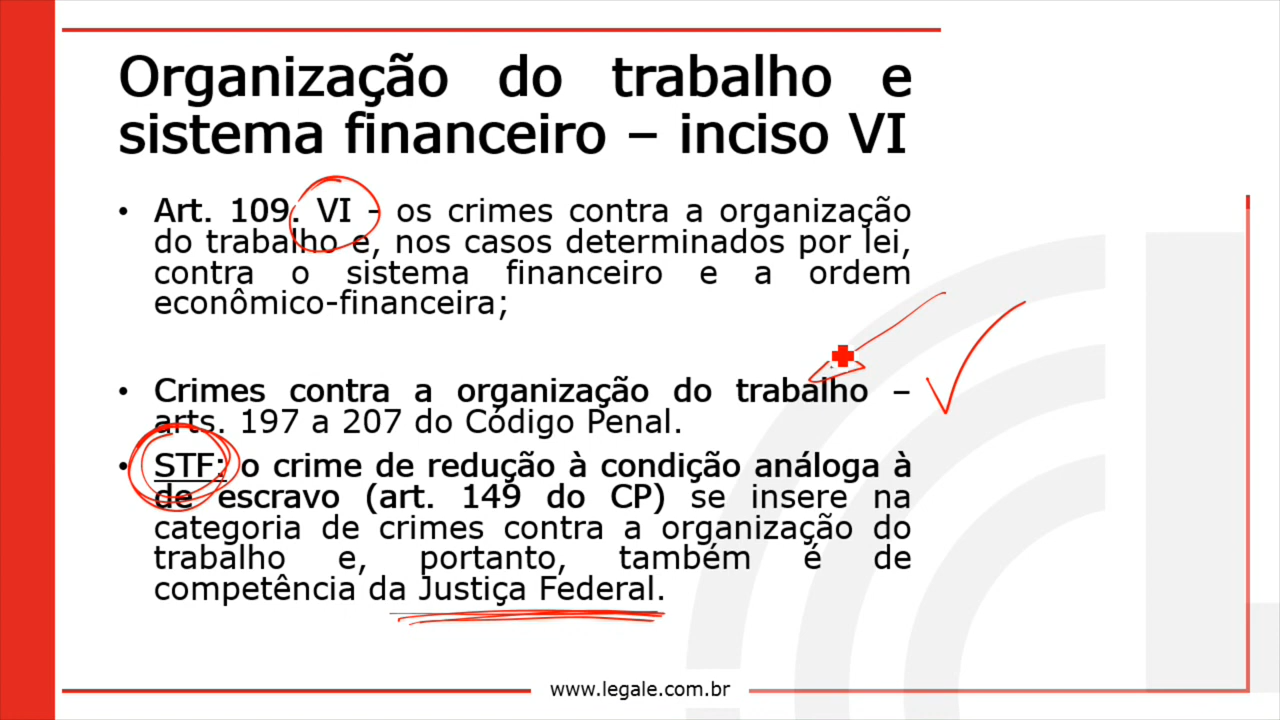 Organização do trabalho e
sistema financeiro – inciso VI
• Art. 109. VI - os crimes contra a organização
do trabalho e, nos casos determinados por lei,
contra o sistema financeiro e a ordem
econômico-financeira;
• Crimes contra a organização do trabalho –
arts. 197 a 207 do Código Penal.
• STF: o crime de redução à condição análoga à
de escravo (art. 149 do CP) se insere na
categoria de crimes contra a organização do
trabalho e, portanto, também é de
competência da Justiça Federal.
www.legale.com.br